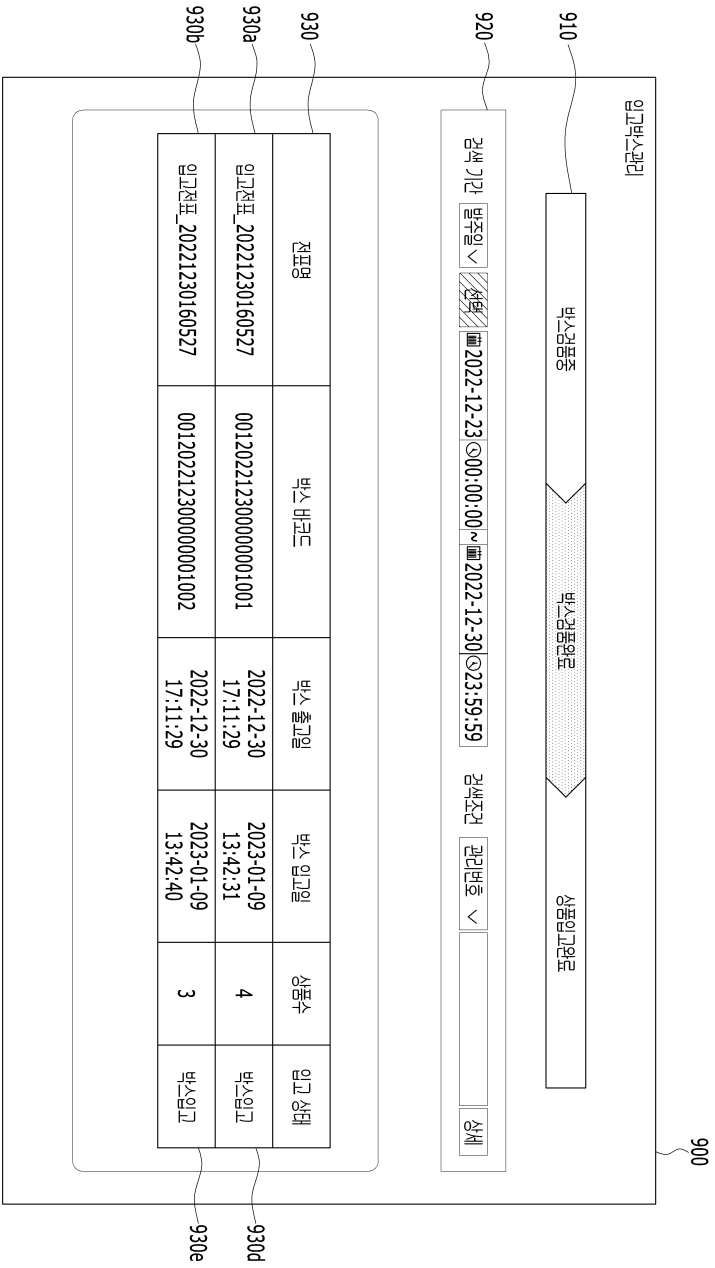 900
입고박스관리
910
박스검품중
박스검품완료
상품입고완료
920
검색 기간 발주일 선택 2022-12-23 00:00:00 ~ 2022-12-30 23:59:59 검색조건 관리번호 상세
930
전표명 박스 바코드 박스 출고일 박스 입고일 상품수 입고 상태
930a
입고전표_20221230160527 001202212300000001001 2022-12-30 17:11:29 2023-01-09 13:42:31 4 박스입고
930d
930b
입고전표_20221230160527 001202212300000001002 2022-12-30 17:11:29 2023-01-09 13:42:40 3 박스입고
930e